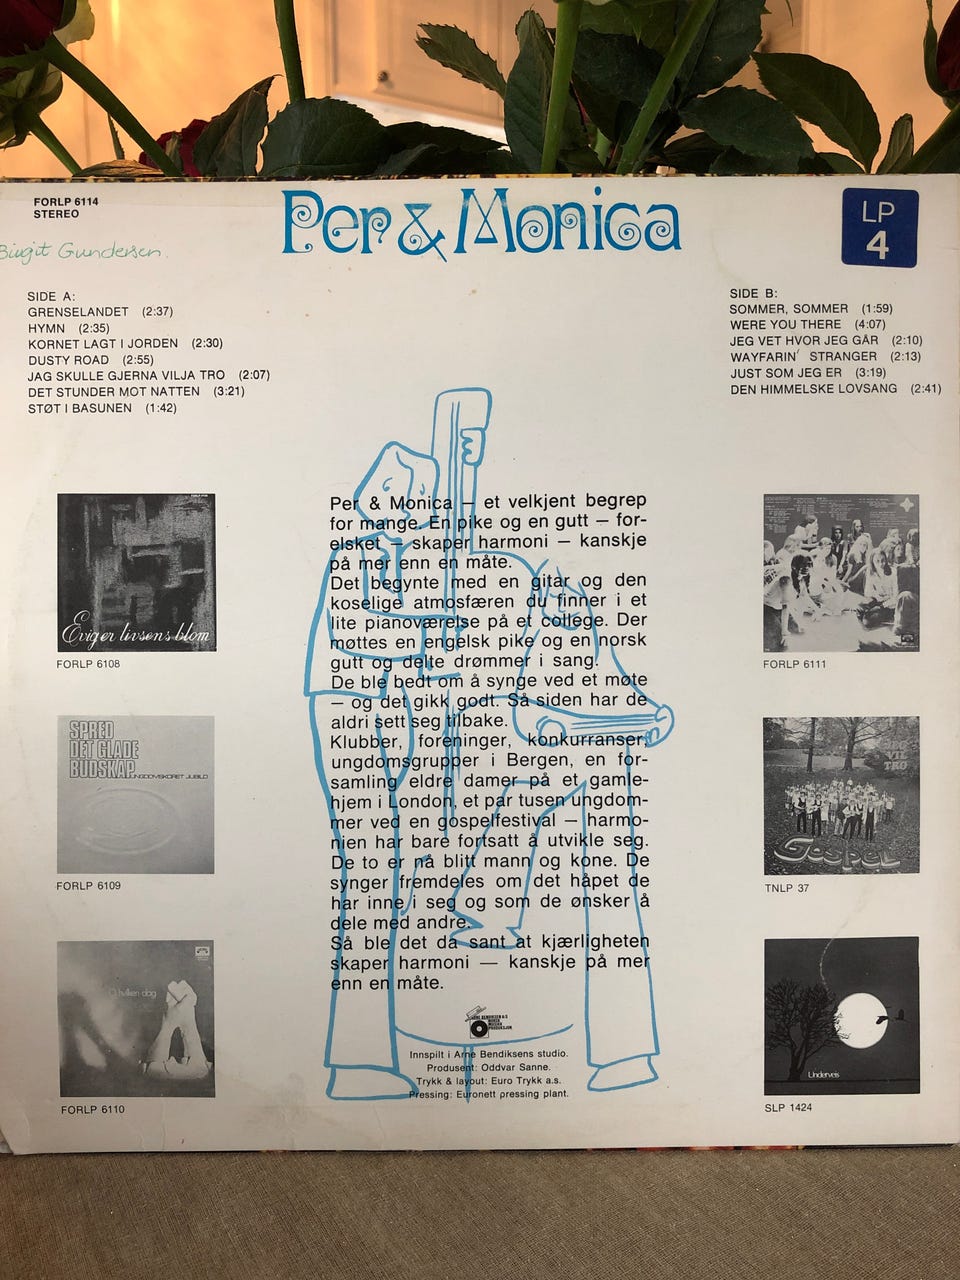 FORLP 6114
STEREO
Per & Monica
LP
4
Birgit Gundersen.
SIDE A:
GRENSELANDET (2:37)
HYMN (2:35)
KORNET LAGT I JORDEN (2:30)
DUSTY ROAD (2:55)
JAG SKULLE GJERNA VILJA TRO (2:07)
DET STUNDER MOT NATTEN (3:21)
STØT I BASUNEN (1:42)
SIDE B:
SOMMER, SOMMER (1:59)
WERE YOU THERE (4:07)
JEG VET HVOR JEG GÅR (2:10)
WAYFARIN' STRANGER (2:13)
JUST SOM JEG ER (3:19)
DEN HIMMELSKE LOVSANG (2:41)
Per & Monica — et velkjent begrep
for mange. En pike og en gutt — for-
elsket — skaper harmoni — kanskje
på mer enn en måte.
Det begynte med en gitar og den
koselige atmosfæren du finner i et
lite pianoværelse på et college. Der
møttes en engelsk pike og en norsk
gutt og delte drømmer i sang.
De ble bedt om å synge ved et møte
— og det gikk godt. Så siden har de
aldri sett seg tilbake.
Klubber, foreninger, konkurranser,
ungdomsgrupper i Bergen, en for-
samling eldre damer på et gamle-
hjem i London, et par tusen ungdom-
mer ved en gospelfestival — harmo-
nien har bare fortsatt å utvikle seg.
De to er nå blitt mann og kone. De
synger fremdeles om det håpet de
har inne i seg og som de ønsker å
dele med andre.
Så ble det da sant at kjærligheten
skaper harmoni — kanskje på mer
enn en måte.
ARNE BENDIKSEN A/S
NORSK
MUSIKK
PRODUKSJON
Innspilt i Arne Bendiksens studio.
Produsent: Oddvar Sanne.
Trykk & layout: Euro Trykk a.s.
Pressing: Euronett pressing plant.
Evig er livsens blom
FORLP 6108
SPRED
DET GLADE
BUDSKAP
UNGDOMSKORET JUBILO
FORLP 6109
O hvilken dag
FORLP 6110
FORLP 6111
TRO
Gospel
TNLP 37
Underveis
SLP 1424